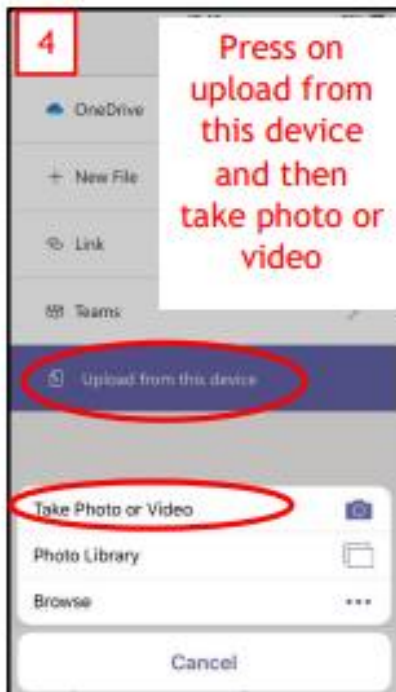 4
Press on
upload from
this device
and then
take photo or
video
OneDrive
+ New File
Link
Teams
Upload from this device
Take Photo or Video
Photo Library
Browse
Cancel